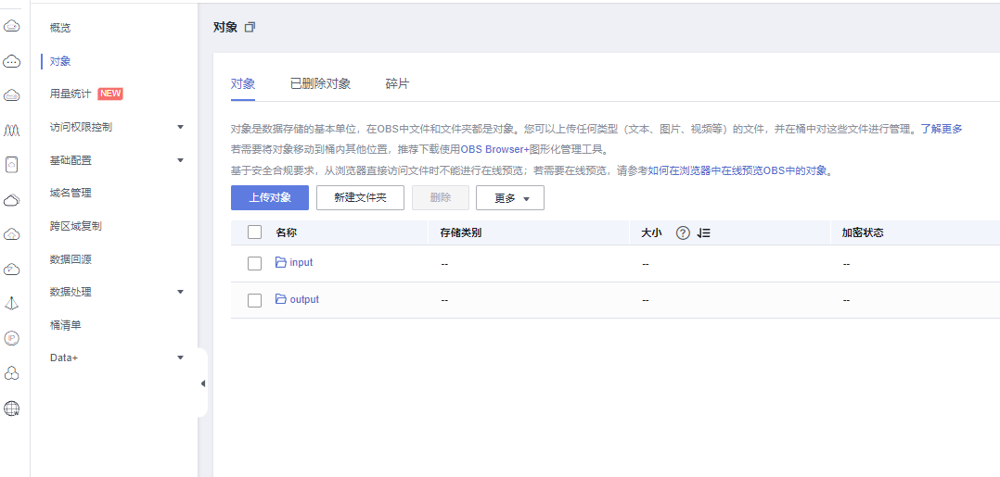 概览
对象
用量统计 NEW
访问权限控制
基础配置
域名管理
跨区域复制
数据回源
数据处理
桶清单
Data+
对象
对象 已删除对象 碎片
对象是数据存储的基本单位，在OBS中文件和文件夹都是对象。您可以上传任何类型（文本、图片、视频等）的文件，并在桶中对这些文件进行管理。了解更多
若需要将对象移动到桶内其他位置，推荐下载使用OBS Browser+图形化管理工具。
基于安全合规要求，从浏览器直接访问文件时不能进行在线预览；若需要在线预览，请参考如何在浏览器中在线预览OBS中的对象。
上传对象 新建文件夹 删除 更多
名称 存储类别 大小 ? 加密状态
input -- -- --
output -- -- --
IP